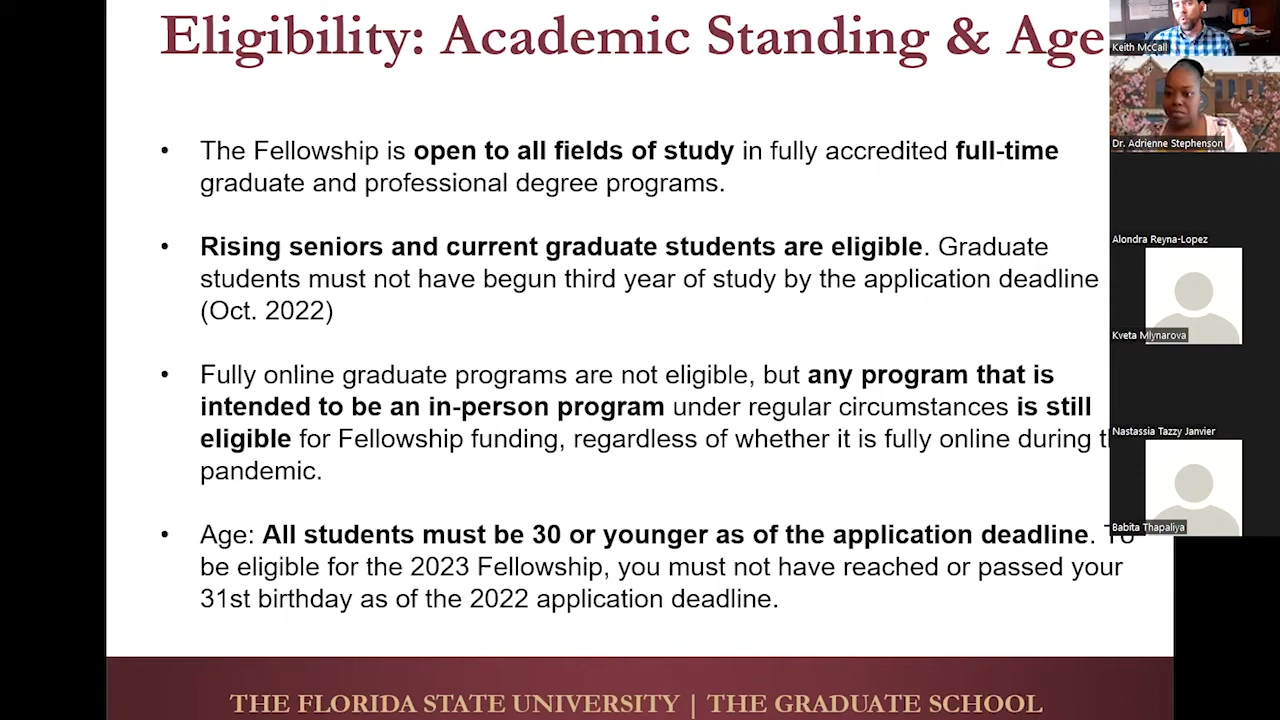 Eligibility: Academic Standing & Age
• The Fellowship is open to all fields of study in fully accredited full-time
graduate and professional degree programs.
• Rising seniors and current graduate students are eligible. Graduate
students must not have begun third year of study by the application deadline
(Oct. 2022)
• Fully online graduate programs are not eligible, but any program that is
intended to be an in-person program under regular circumstances is still
eligible for Fellowship funding, regardless of whether it is fully online during
pandemic.
• Age: All students must be 30 or younger as of the application deadline. To
be eligible for the 2023 Fellowship, you must not have reached or passed your
31st birthday as of the 2022 application deadline.
THE FLORIDA STATE UNIVERSITY | THE GRADUATE SCHOOL
Keith McCall
Dr. Adrienne Stephenson
Alondra Reyna-Lopez
Kveta Mlynarova
Nastassia Tazzy Janvier
Babita Thapaliya